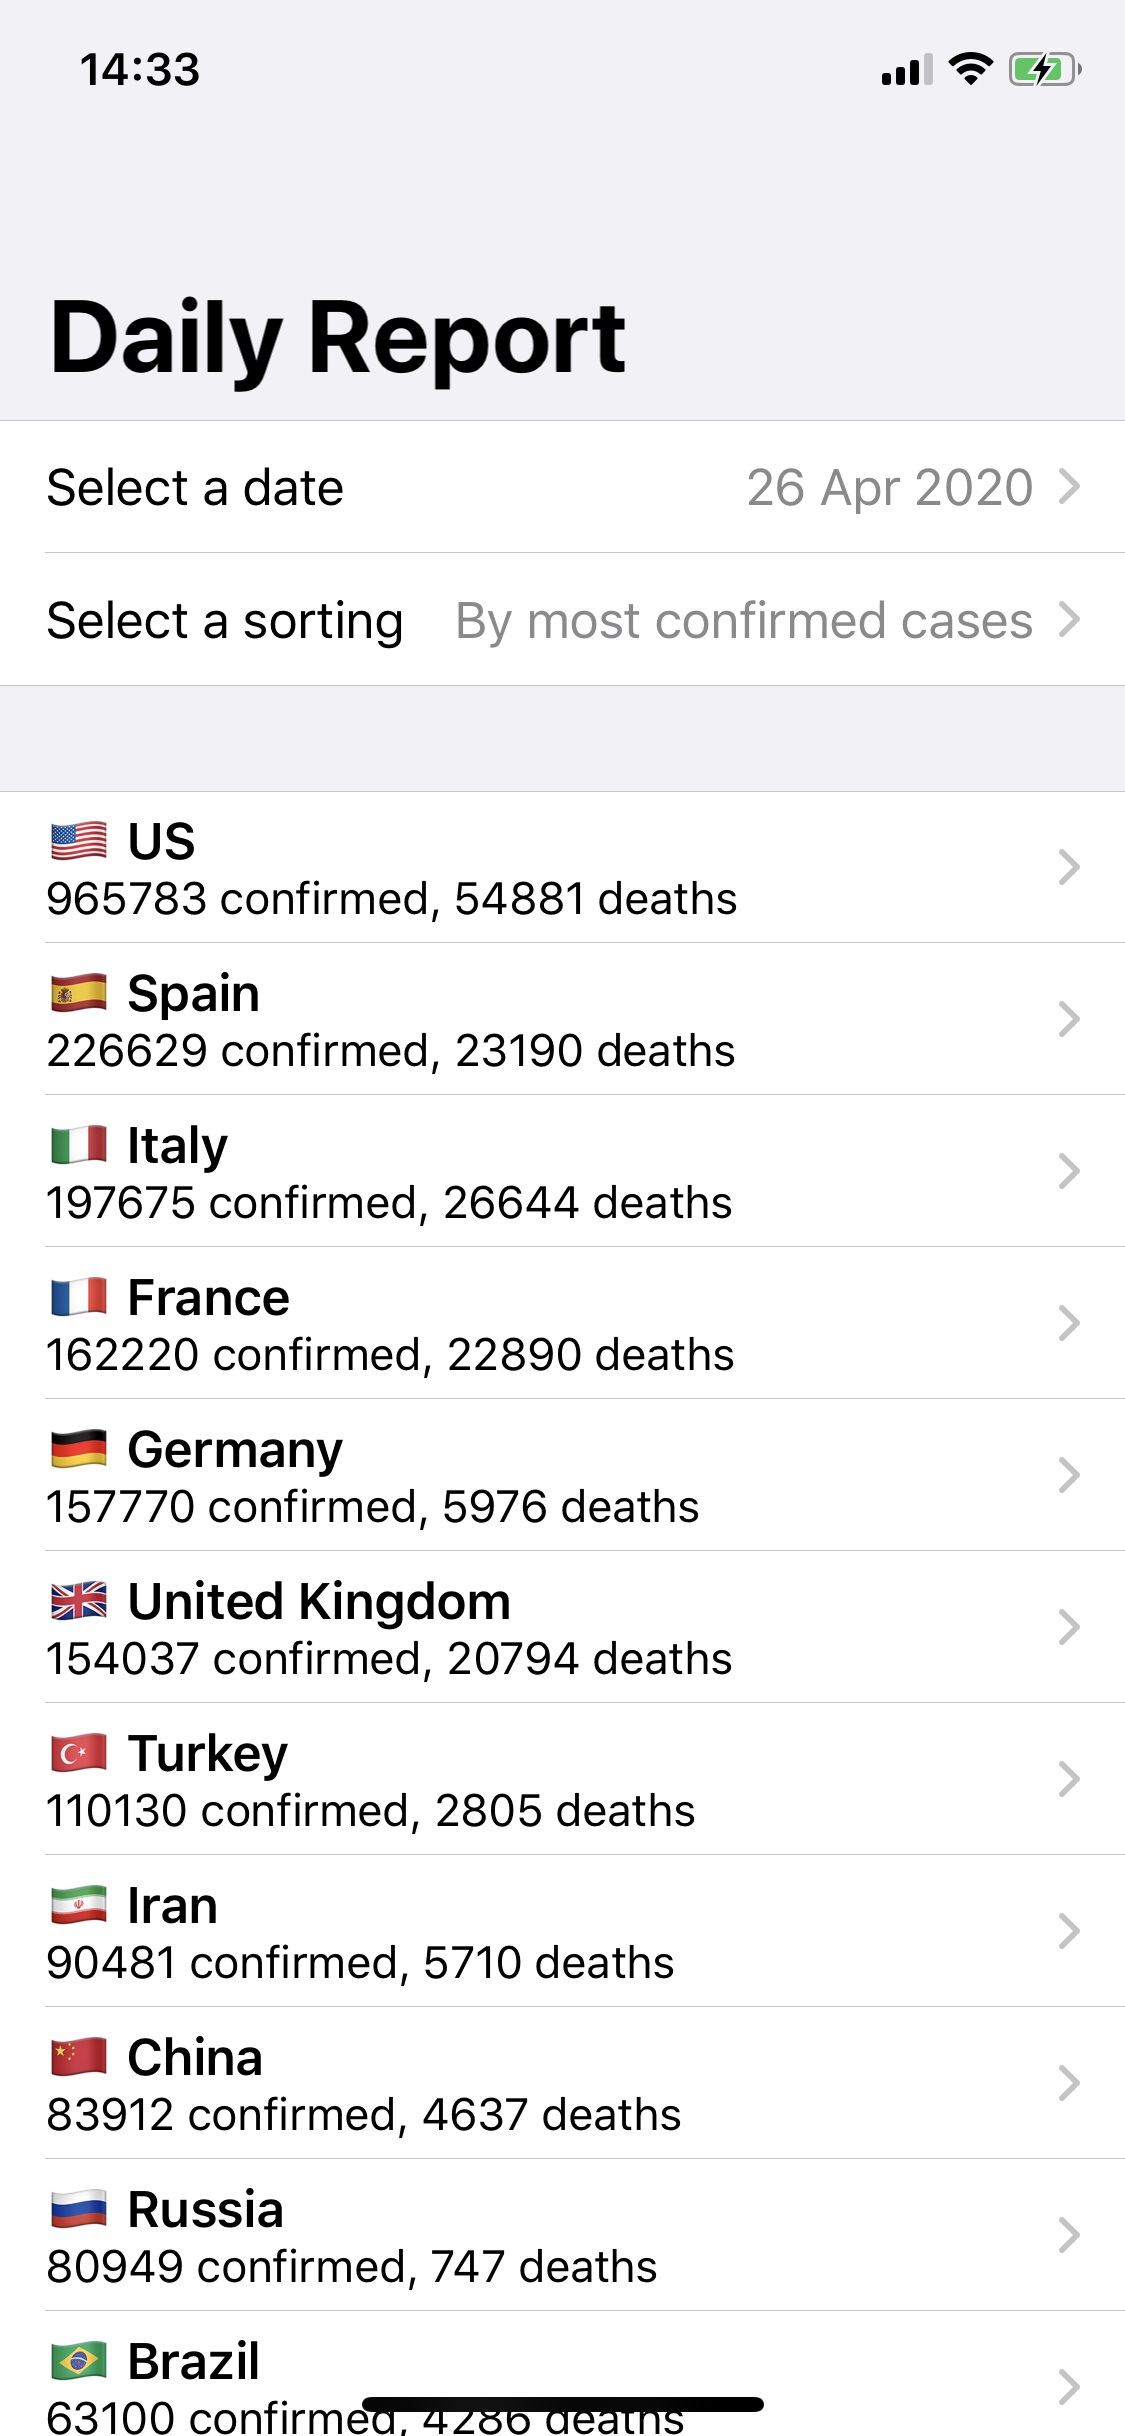 14:33
Daily Report
Select a date 26 Apr 2020
Select a sorting By most confirmed cases
US
965783 confirmed, 54881 deaths
Spain
226629 confirmed, 23190 deaths
Italy
197675 confirmed, 26644 deaths
France
162220 confirmed, 22890 deaths
Germany
157770 confirmed, 5976 deaths
United Kingdom
154037 confirmed, 20794 deaths
Turkey
110130 confirmed, 2805 deaths
Iran
90481 confirmed, 5710 deaths
China
83912 confirmed, 4637 deaths
Russia
80949 confirmed, 747 deaths
Brazil
63100 confirmed, 4286 deaths